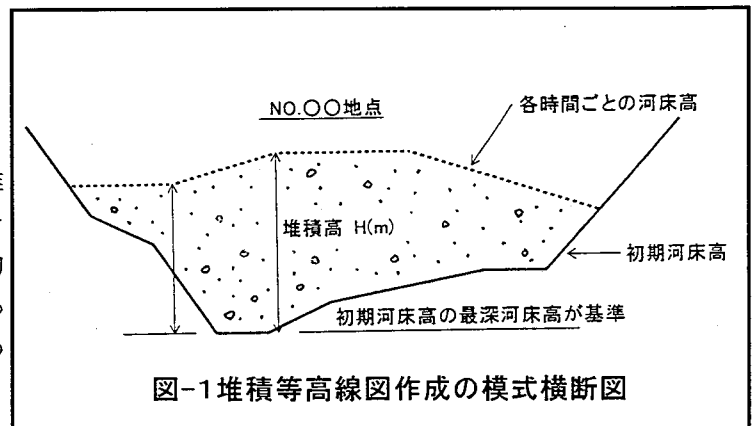 NO.〇〇地点
各時間ごとの河床高
堆積高 H(m)
初期河床高
初期河床高の最深河床高が基準
図-1堆積等高線図作成の模式横断図